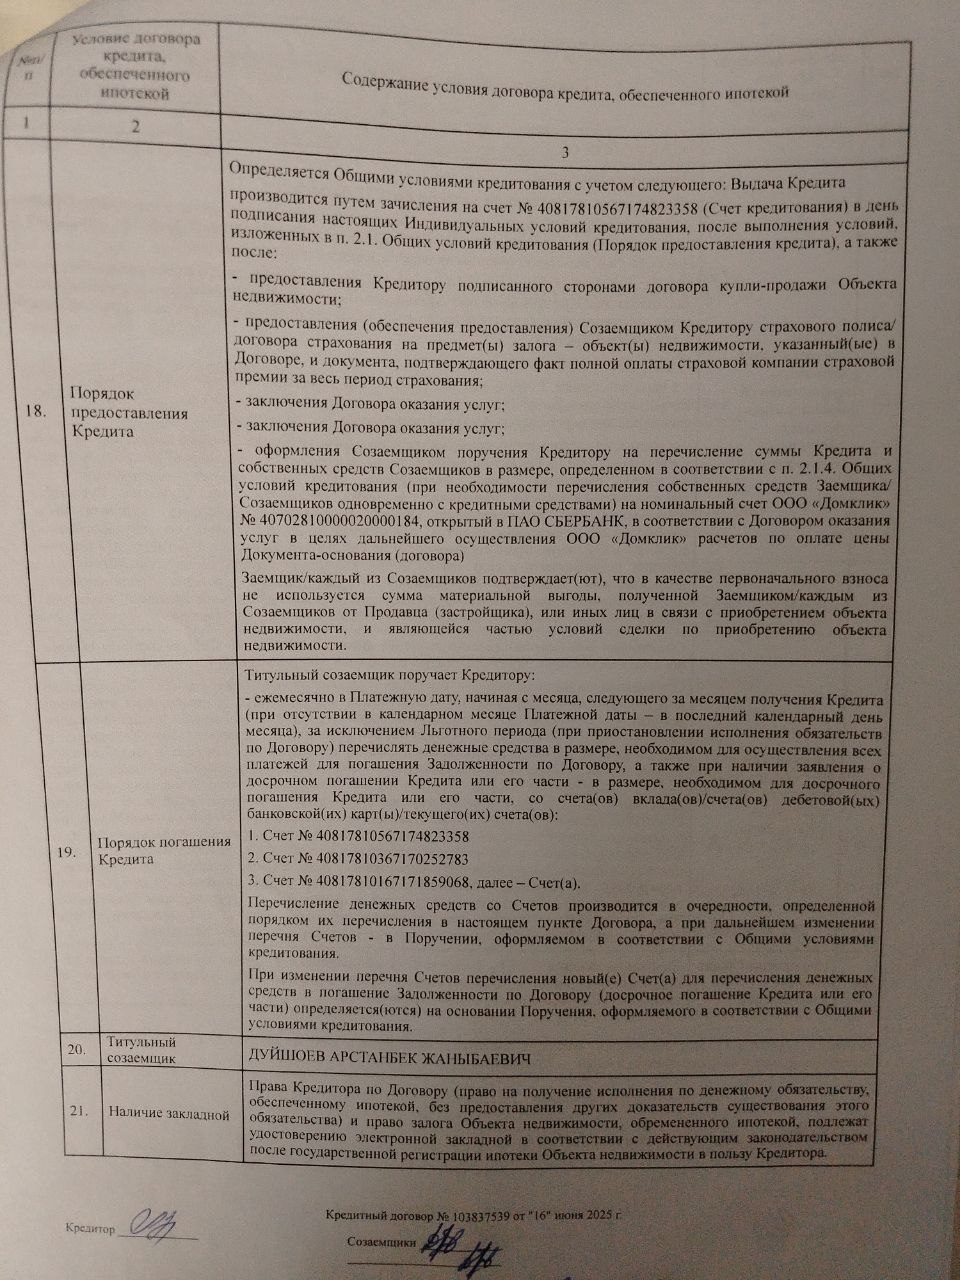 №п/п
Условие договора
кредита,
обеспеченного
ипотекой
Содержание условия договора кредита, обеспеченного ипотекой
1
2
3
18.
Порядок
предоставления
Кредита
Определяется Общими условиями кредитования с учетом следующего: Выдача Кредита
производится путем зачисления на счет № 40817810567174823358 (Счет кредитования) в день
подписания настоящих Индивидуальных условий кредитования, после выполнения условий,
изложенных в п. 2.1. Общих условий кредитования (Порядок предоставления кредита), а также
после:
- предоставления Кредитору подписанного сторонами договора купли-продажи Объекта
недвижимости;
- предоставления (обеспечения предоставления) Созаемщиком Кредитору страхового полиса/
договора страхования на предмет(ы) залога – объект(ы) недвижимости, указанный(ые) в
Договоре, и документа, подтверждающего факт полной оплаты страховой компании страховой
премии за весь период страхования;
- заключения Договора оказания услуг;
- заключения Договора оказания услуг;
- оформления Созаемщиком поручения Кредитору на перечисление суммы Кредита и
собственных средств Созаемщиков в размере, определенном в соответствии с п. 2.1.4. Общих
условий кредитования (при необходимости перечисления собственных средств Заемщика/
Созаемщиков одновременно с кредитными средствами) на номинальный счет ООО «Домклик»
№ 40702810000020000184, открытый в ПАО СБЕРБАНК, в соответствии с Договором оказания
услуг в целях дальнейшего осуществления ООО «Домклик» расчетов по оплате цены
Документа-основания (договора)
Заемщик/каждый из Созаемщиков подтверждает(ют), что в качестве первоначального взноса
не используется сумма материальной выгоды, полученной Заемщиком/каждым из
Созаемщиков от Продавца (застройщика), или иных лиц в связи с приобретением объекта
недвижимости, и являющейся частью условий сделки по приобретению объекта
недвижимости.
19.
Порядок погашения
Кредита
Титульный созаемщик поручает Кредитору:
- ежемесячно в Платежную дату, начиная с месяца, следующего за месяцем получения Кредита
(при отсутствии в календарном месяце Платежной даты – в последний календарный день
месяца), за исключением Льготного периода (при приостановлении исполнения обязательств
по Договору) перечислять денежные средства в размере, необходимом для осуществления всех
платежей для погашения Задолженности по Договору, а также при наличии заявления о
досрочном погашении Кредита или его части - в размере, необходимом для досрочного
погашения Кредита или его части, со счета(ов) вклада(ов)/счета(ов) дебетовой(ых)
банковской(их) карт(ы)/текущего(их) счета(ов):
1. Счет № 40817810567174823358
2. Счет № 40817810367170252783
3. Счет № 40817810167171859068, далее – Счет(а).
Перечисление денежных средств со Счетов производится в очередности, определенной
порядком их перечисления в настоящем пункте Договора, а при дальнейшем изменении
перечня Счетов - в Поручении, оформляемом в соответствии с Общими условиями
кредитования.
При изменении перечня Счетов перечисления новый(е) Счет(а) для перечисления денежных
средств в погашение Задолженности по Договору (досрочное погашение Кредита или его
части) определяется(ются) на основании Поручения, оформляемого в соответствии с Общими
условиями кредитования.
20.
Титульный
созаемщик
ДУЙШОЕВ АРСТАНБЕК ЖАНЫБАЕВИЧ
21.
Наличие закладной
Права Кредитора по Договору (право на получение исполнения по денежному обязательству,
обеспеченному ипотекой, без предоставления других доказательств существования этого
обязательства) и право залога Объекта недвижимости, обремененного ипотекой, подлежат
удостоверению электронной закладной в соответствии с действующим законодательством
после государственной регистрации ипотеки Объекта недвижимости в пользу Кредитора.
Кредитный договор № 103837539 от "16" июня 2025 г.
Кредитор
Созаемщики